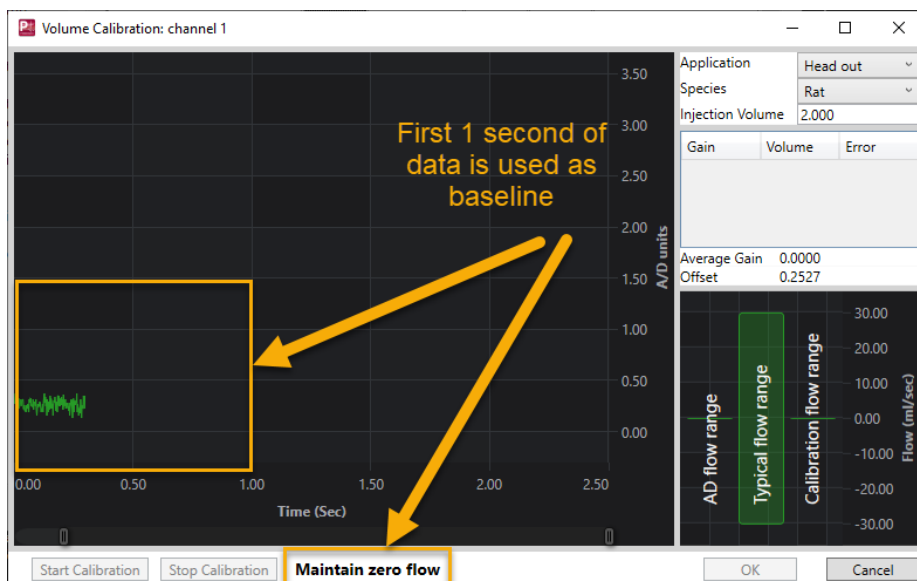 Volume Calibration: channel 1
Application
Head out
Species
Rat
Injection Volume
2.000
Gain Volume Error
Average Gain 0.0000
Offset 0.2527
First 1 second of
data is used as
baseline
3.50
3.00
2.50
2.00
1.50
1.00
0.50
0.00
A/D units
0.00 0.50 1.00 1.50 2.00 2.50
Time (Sec)
AD flow range
Typical flow range
Calibration flow range
30.00
20.00
10.00
0.00
-10.00
-20.00
-30.00
Flow (ml/sec)
Start Calibration
Stop Calibration
Maintain zero flow
OK
Cancel